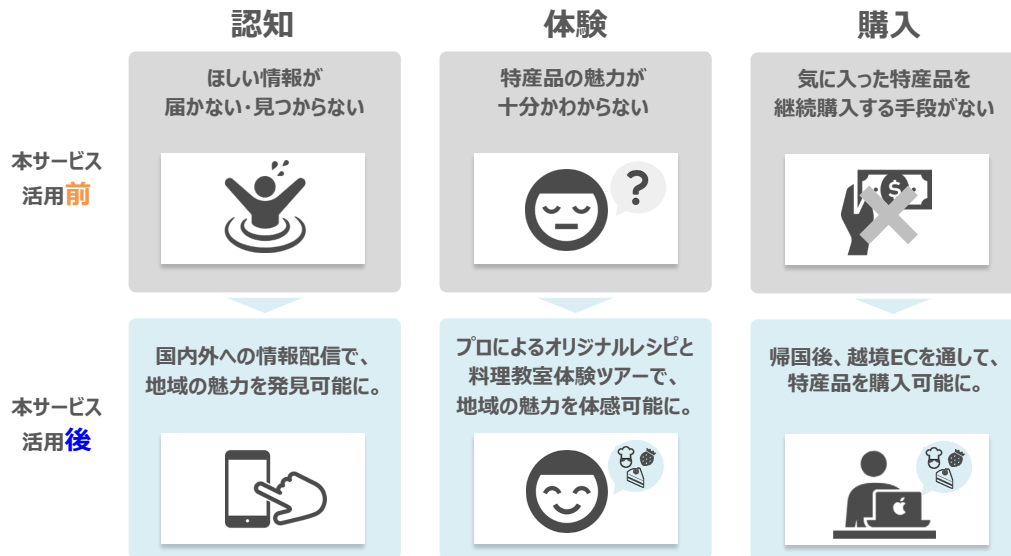 認知
体験
購入
本サービス
活用前
ほしい情報が
届かない・見つからない
特産品の魅力が
十分かわからない
?
気に入った特産品を
継続購入する手段がない
$
本サービス
活用後
国内外への情報配信で、
地域の魅力を発見可能に。
プロによるオリジナルレシピと
料理教室体験ツアーで、
地域の魅力を体感可能に。
帰国後、越境ECを通して、
特産品を購入可能に。